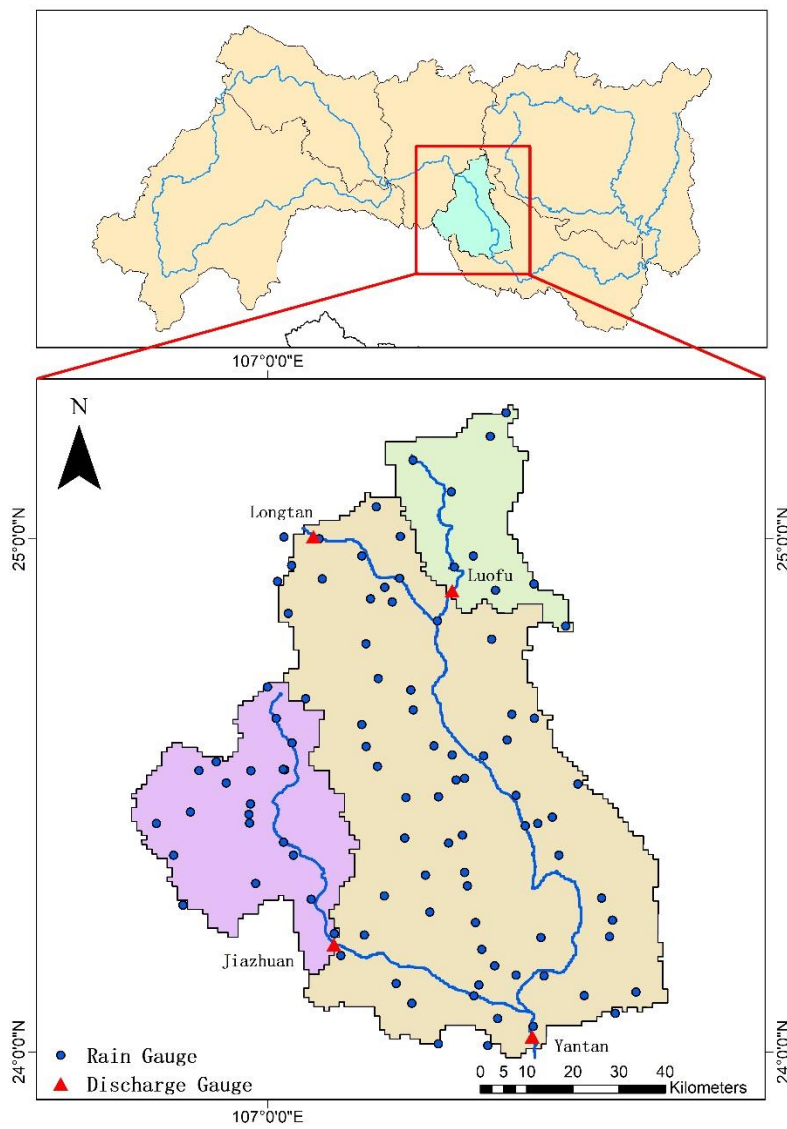 107°0'0"E
N
Longtan
25°0'0"N
25°0'0"N
Luofu
Jiazhuan
24°0'0"N
24°0'0"N
Yantan
Rain Gauge
Discharge Gauge
0 5 10 20 30 40
Kilometers
107°0'0"E